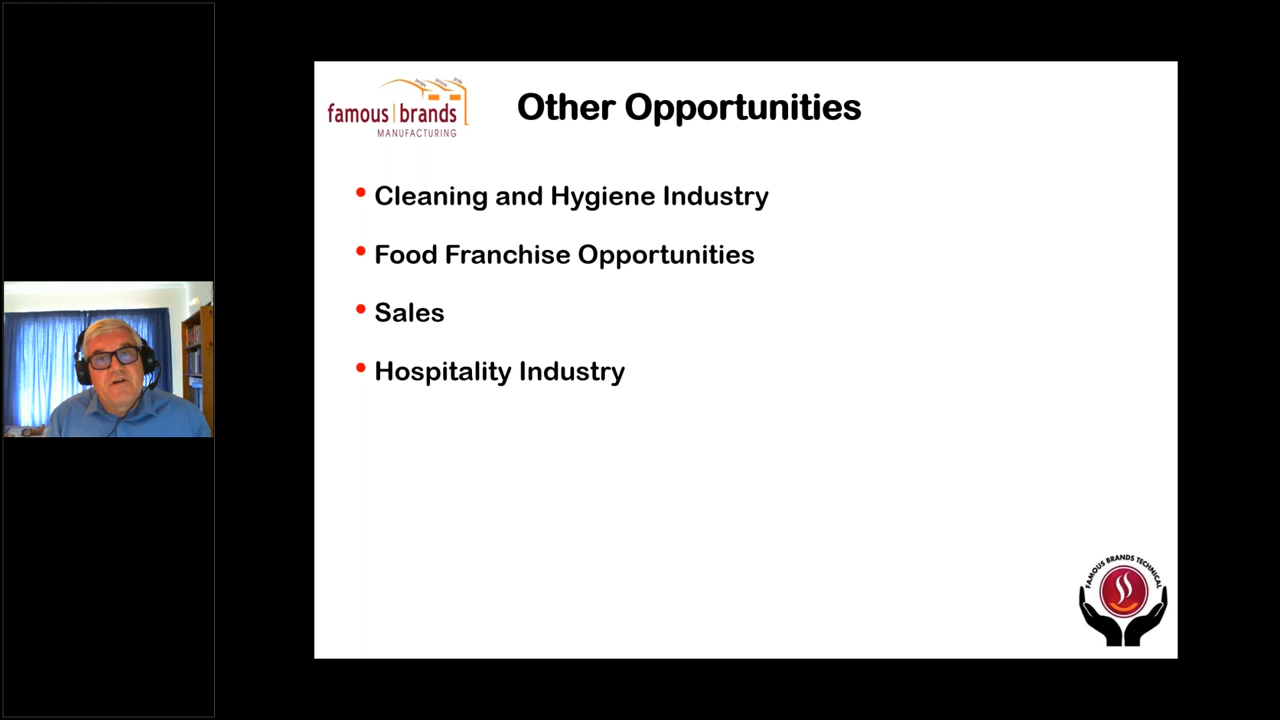 famous brands
MANUFACTURING
Other Opportunities
• Cleaning and Hygiene Industry
• Food Franchise Opportunities
• Sales
• Hospitality Industry
FAMOUS BRANDS TECHNICAL